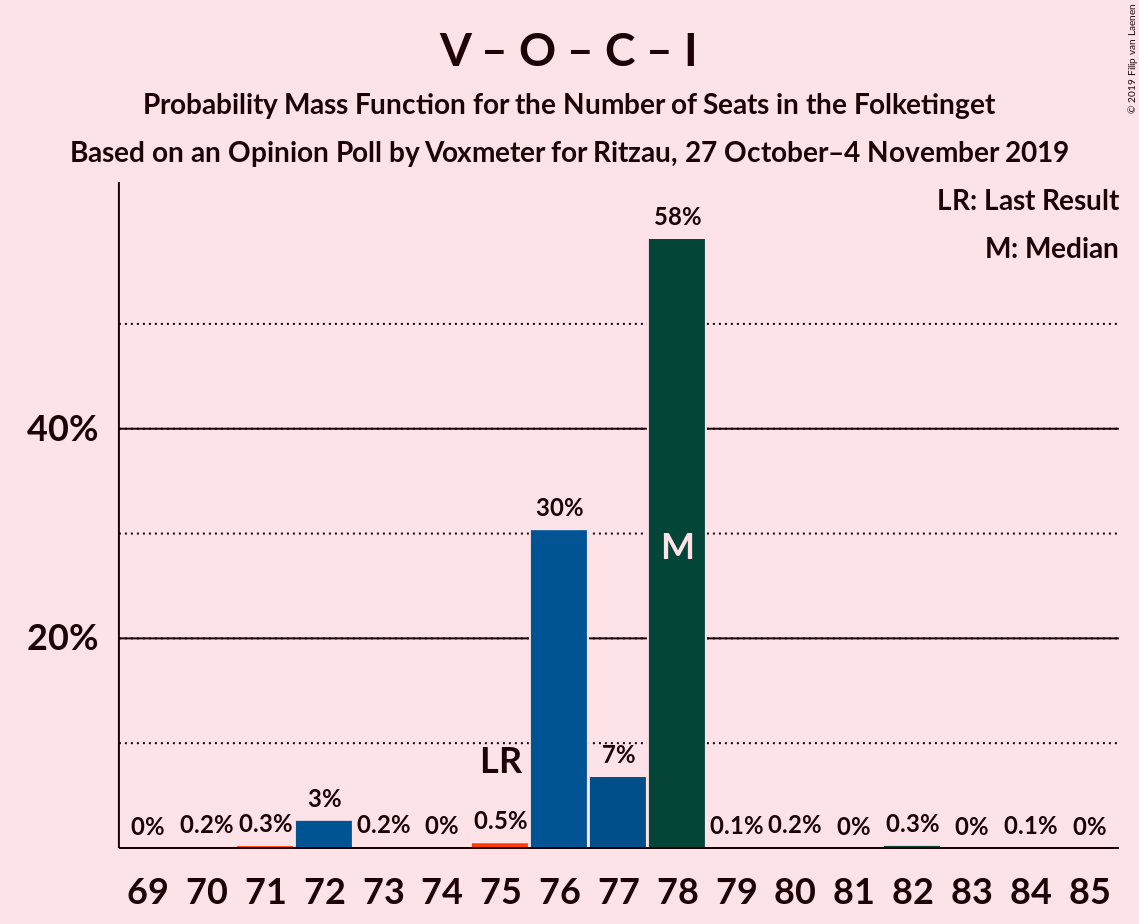 V – O – C – I
Probability Mass Function for the Number of Seats in the Folketinget
Based on an Opinion Poll by Voxmeter for Ritzau, 27 October–4 November 2019
© 2019 Filip van Laenen
LR: Last Result
M: Median
40%
20%
0% 0.2% 0.3% 3% 0.2% 0% 0.5% 30% 7% 58% 0.1% 0.2% 0% 0.3% 0% 0.1% 0%
LR
M
69 70 71 72 73 74 75 76 77 78 79 80 81 82 83 84 85